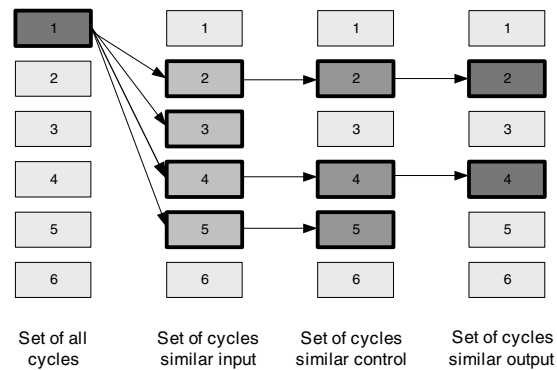 1 1 1 1
2 2 2 2
3 3 3 3
4 4 4 4
5 5 5 5
6 6 6 6
Set of all cycles
Set of cycles similar input
Set of cycles similar control
Set of cycles similar output